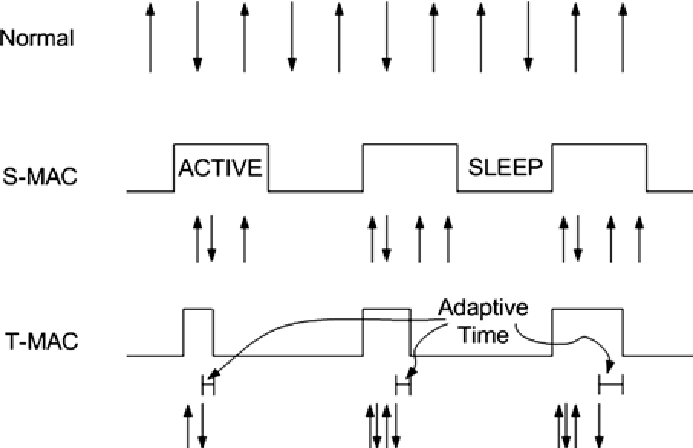 Normal
S-MAC
ACTIVE
SLEEP
T-MAC
Adaptive
Time